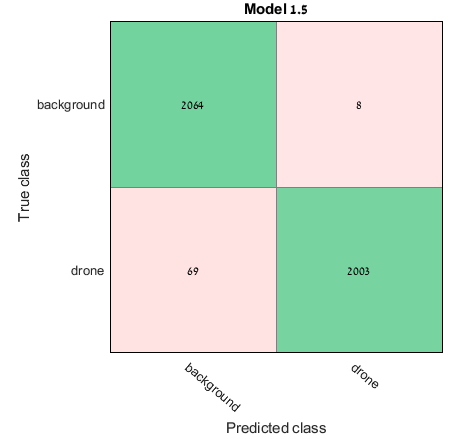 Model 1.5
background
2064
8
True class
drone
69
2003
background
drone
Predicted class